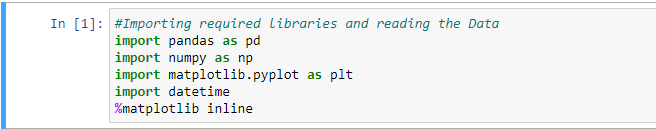 In [1]: #Importing required libraries and reading the Data
import pandas as pd
import numpy as np
import matplotlib.pyplot as plt
import datetime
%matplotlib inline